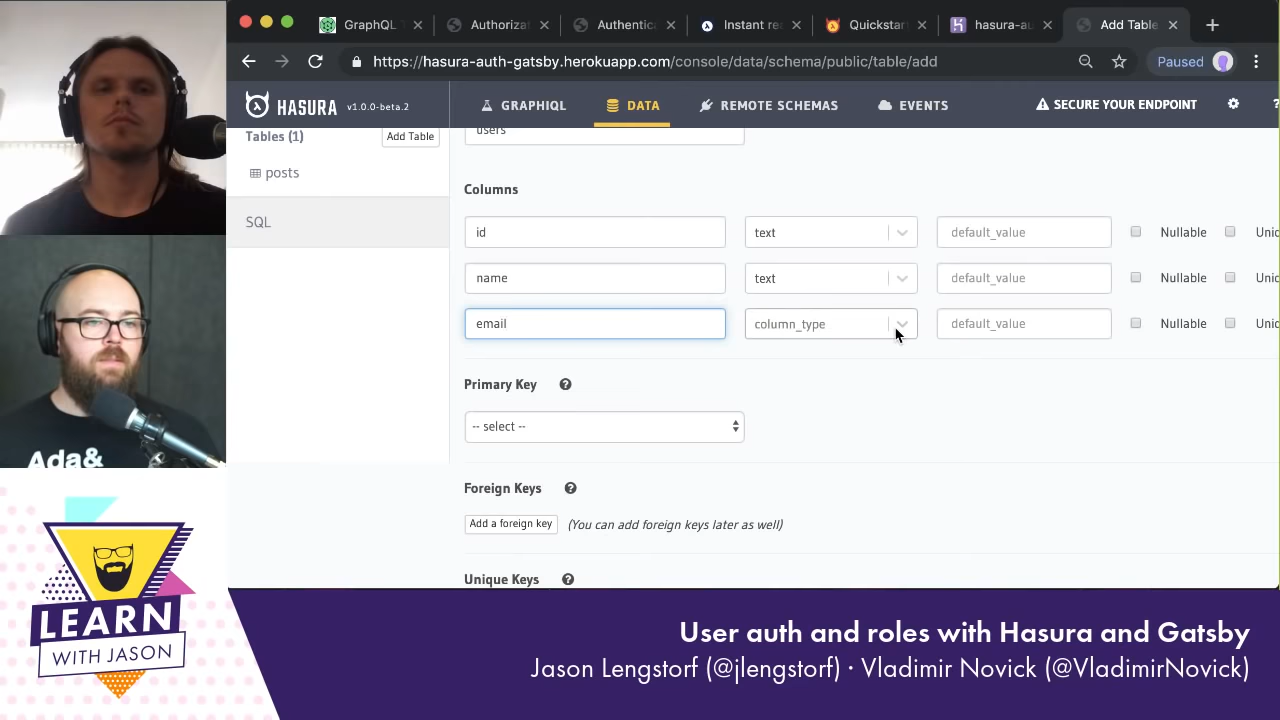 GraphQL
Authoriza
Authentic
Instant re
Quickstar
hasura-au
Add Table
https://hasura-auth-gatsby.herokuapp.com/console/data/schema/public/table/add
Paused
HASURA v1.0.0-beta.2
GRAPHIQL
DATA
REMOTE SCHEMAS
EVENTS
SECURE YOUR ENDPOINT
Tables (1)
Add Table
posts
SQL
users
Columns
id text default_value Nullable Unic
name text default_value Nullable Unic
email column_type default_value Nullable Unic
Primary Key
-- select --
Foreign Keys
Add a foreign key (You can add foreign keys later as well)
Unique Keys
Ada&
LEARN
WITH JASON
User auth and roles with Hasura and Gatsby
Jason Lengstorf (@jlengstorf) · Vladimir Novick (@VladimirNovick)